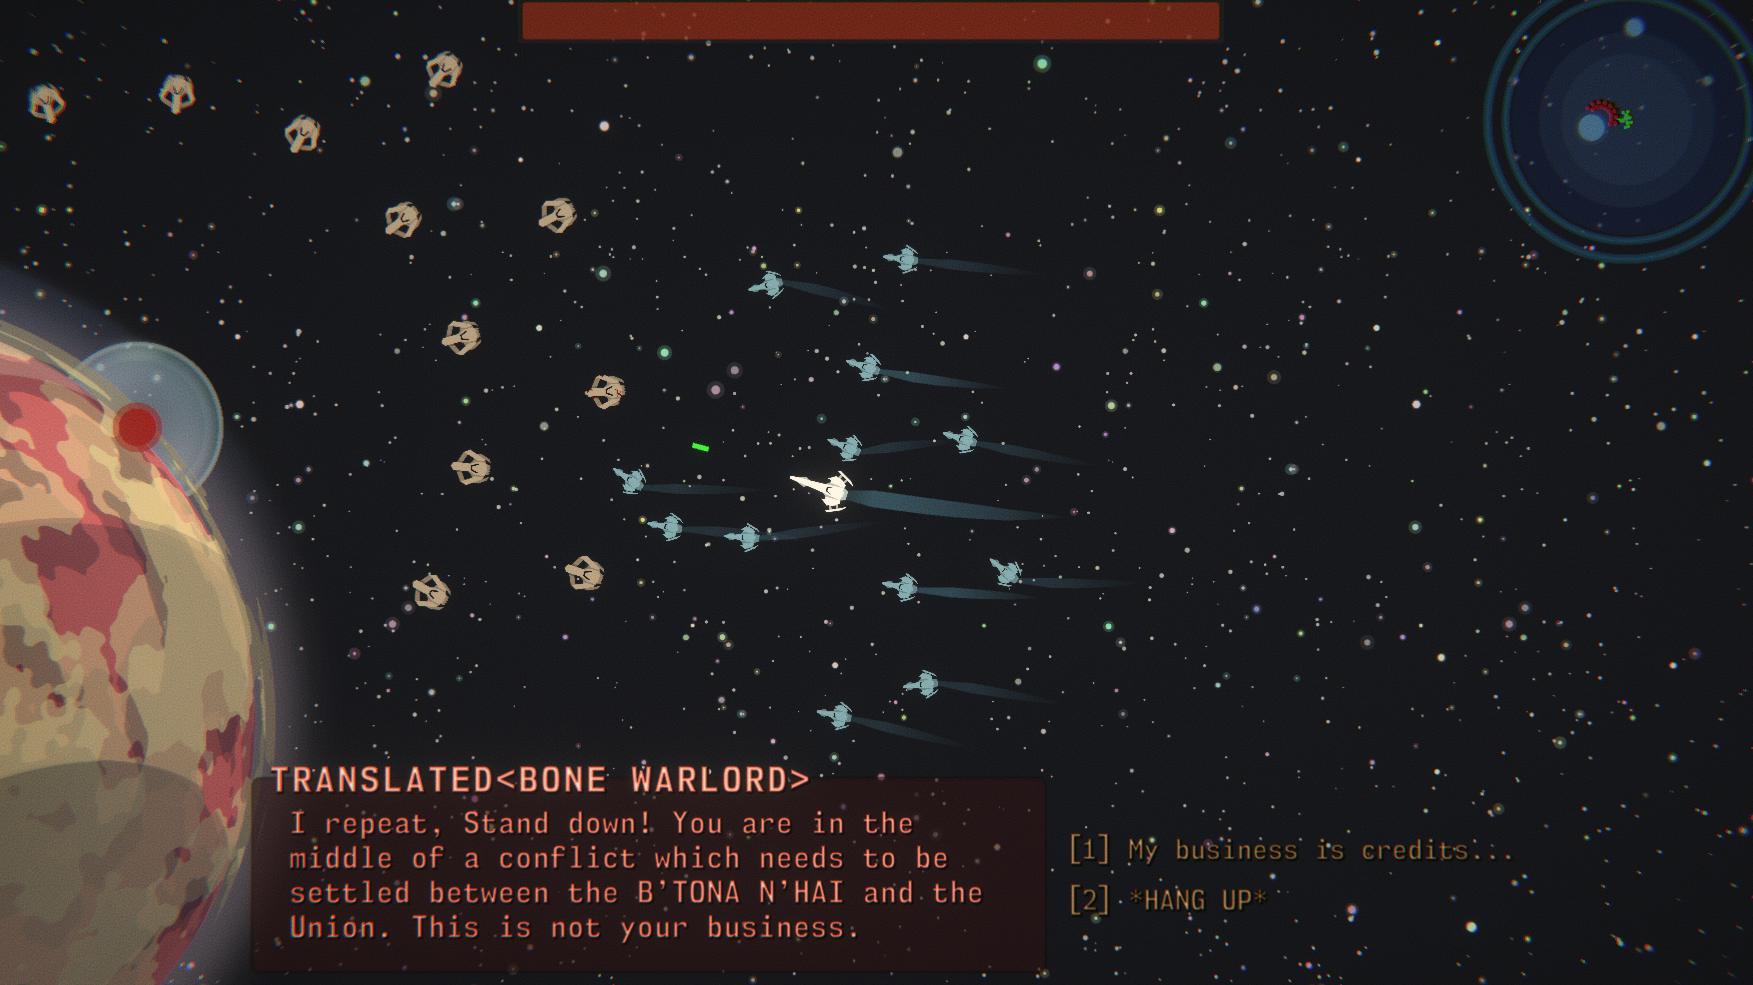 TRANSLATED<BONE WARLORD>
I repeat, Stand down! You are in the
middle of a conflict which needs to be
settled between the B'TONA N'HAI and the
Union. This is not your business.
[1] My business is credits...
[2] *HANG UP*